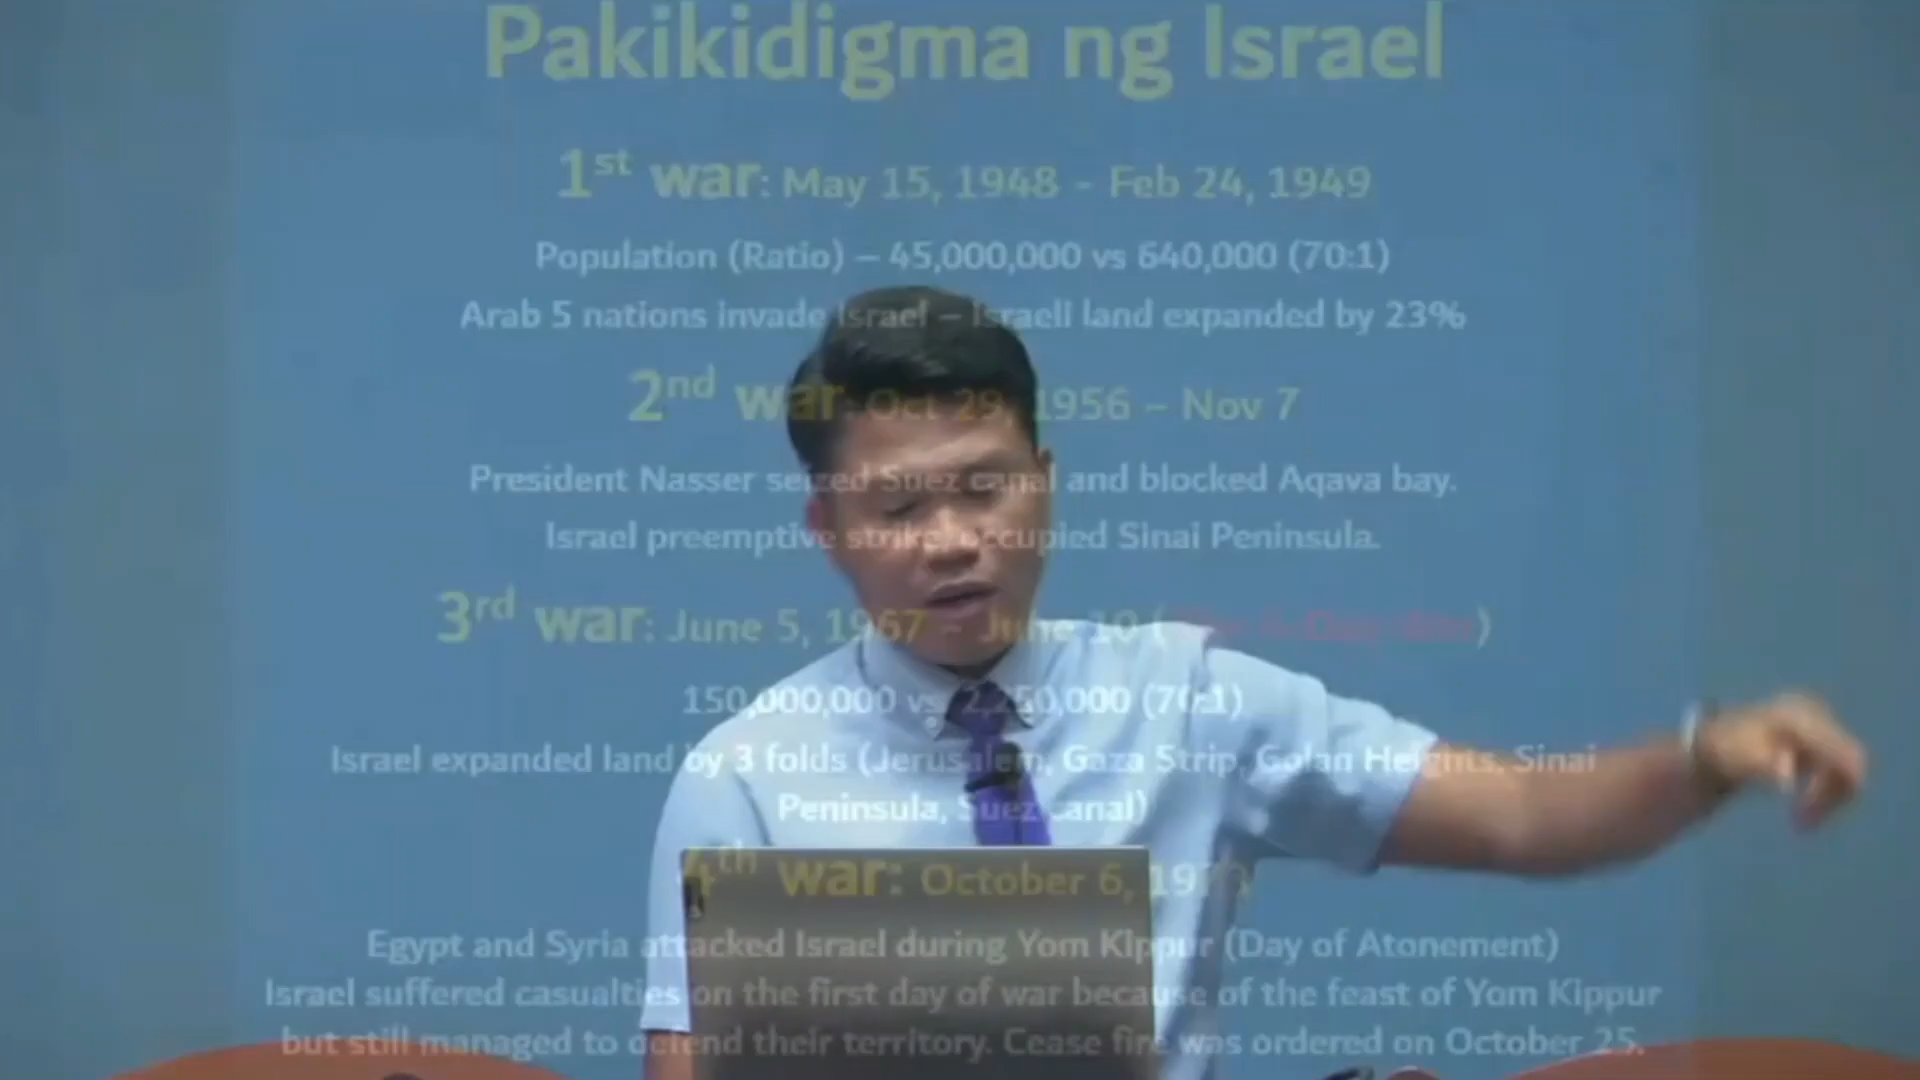 Pakikidigma ng Israel
1st war: May 15, 1948 - Feb 24, 1949
Population (Ratio) – 45,000,000 vs 640,000 (70:1)
Arab 5 nations invade Israel – Israeli land expanded by 23%
2nd war: Oct 29, 1956 – Nov 7
President Nasser seized Suez canal and blocked Aqava bay.
Israel preemptive strike, occupied Sinai Peninsula.
3rd war: June 5, 1967 – June 10 ( )
150,000,000 vs (70:1)
Israel expanded land by 3 folds (Jerusalem, Gaza Strip, Golan Heights, Sinai
Peninsula, Suez canal)
4th war: October 6,
Egypt and Syria attacked Israel during Yom Kippur (Day of Atonement)
Israel suffered casualties on the first day of war because of the feast of Yom Kippur
but still managed to defend their territory. Cease fire was ordered on October 25.